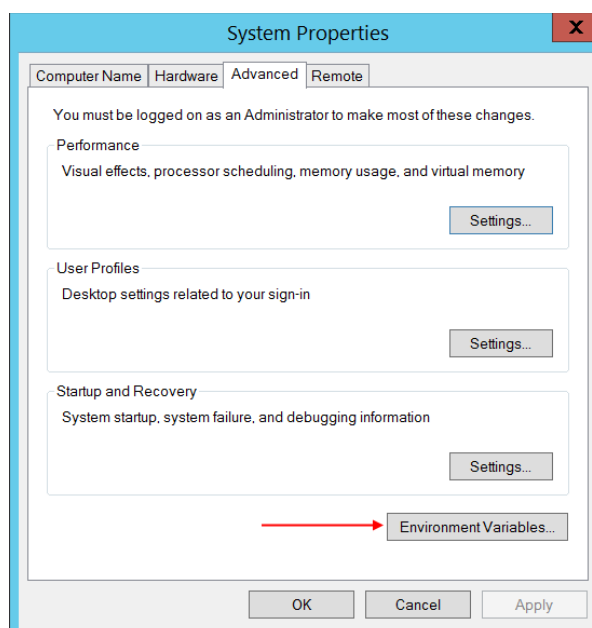 System Properties
X
Computer Name Hardware Advanced Remote
You must be logged on as an Administrator to make most of these changes.
Performance
Visual effects, processor scheduling, memory usage, and virtual memory
Settings...
User Profiles
Desktop settings related to your sign-in
Settings...
Startup and Recovery
System startup, system failure, and debugging information
Settings...
Environment Variables...
OK Cancel Apply